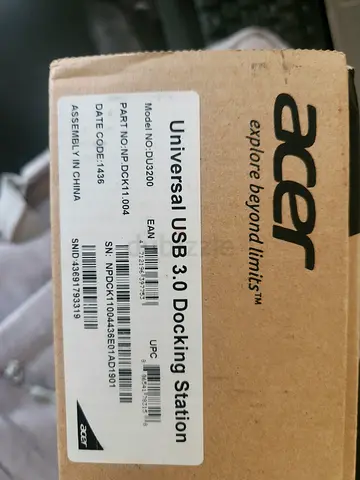 acer
explore beyond limits™
Universal USB 3.0 Docking Station
Model NO:DU3200
EAN
UPC
PART NO:NP.DCK11.004
DATE CODE:1436
SN: NPDCK11004436E01AD1901
ASSEMBLY IN CHINA
SNID:43691793319
acer